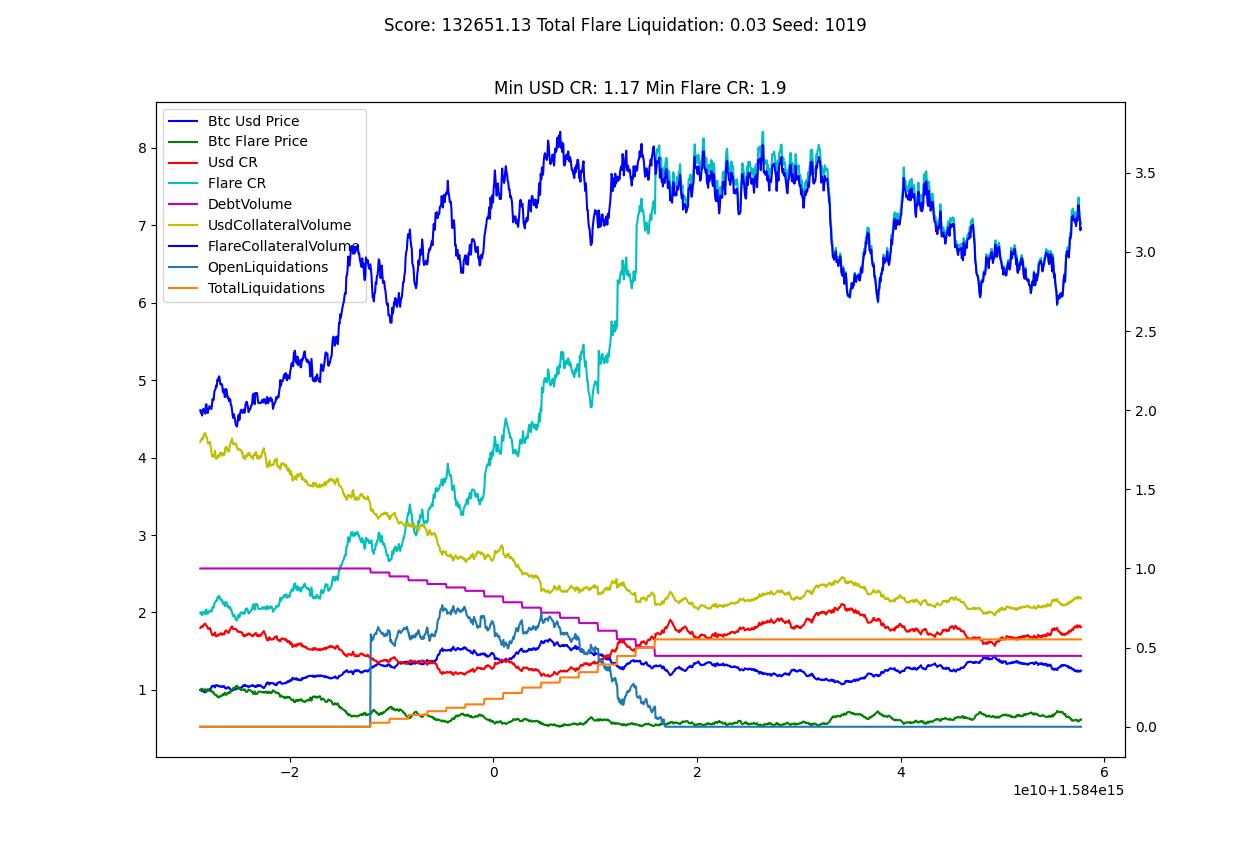 Score: 132651.13 Total Flare Liquidation: 0.03 Seed: 1019
Min USD CR: 1.17 Min Flare CR: 1.9
Btc Usd Price
Btc Flare Price
Usd CR
Flare CR
DebtVolume
UsdCollateralVolume
FlareCollateralVolume
OpenLiquidations
TotalLiquidations
8
7
6
5
4
3
2
1
3.5
3.0
2.5
2.0
1.5
1.0
0.5
0.0
−2
0
2
4
6
1e10+1.584e15